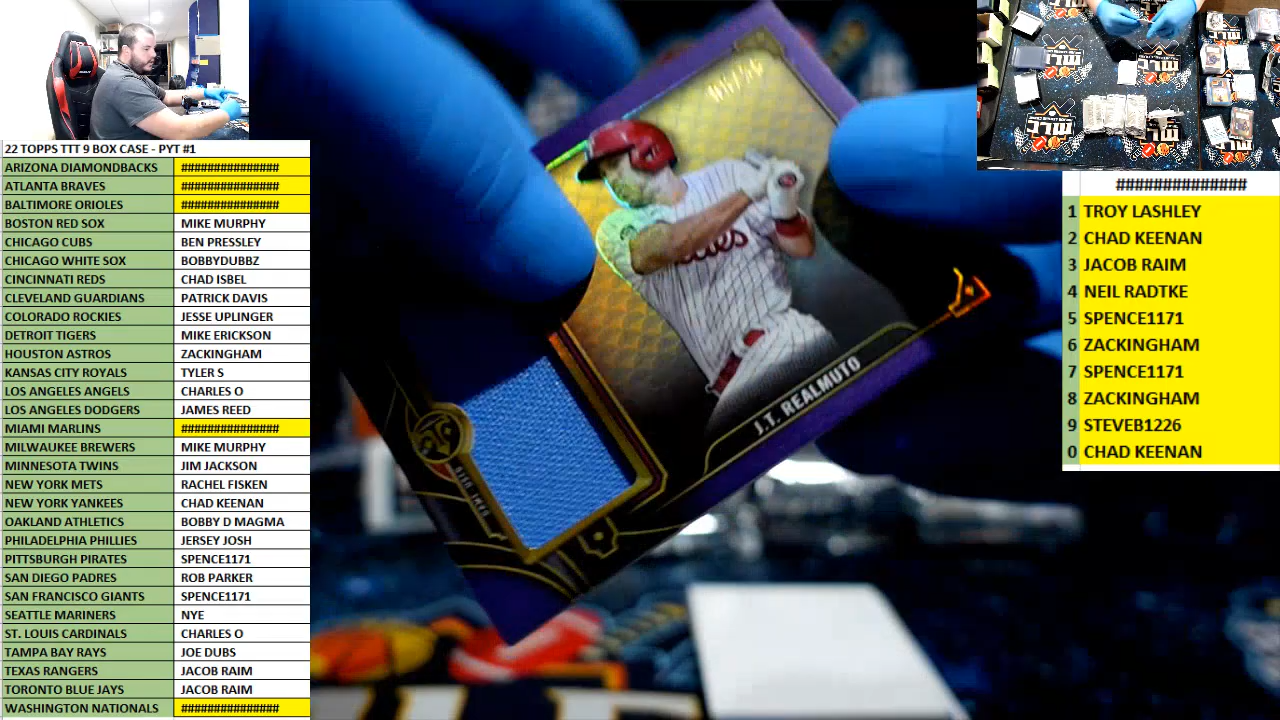 22 TOPPS TTT 9 BOX CASE - PYT #1
ARIZONA DIAMONDBACKS ###############
ATLANTA BRAVES ###############
BALTIMORE ORIOLES ###############
BOSTON RED SOX MIKE MURPHY
CHICAGO CUBS BEN PRESSLEY
CHICAGO WHITE SOX BOBBYDUBBZ
CINCINNATI REDS CHAD ISBEL
CLEVELAND GUARDIANS PATRICK DAVIS
COLORADO ROCKIES JESSE UPLINGER
DETROIT TIGERS MIKE ERICKSON
HOUSTON ASTROS ZACKINGHAM
KANSAS CITY ROYALS TYLER S
LOS ANGELES ANGELS CHARLES O
LOS ANGELES DODGERS JAMES REED
MIAMI MARLINS ###############
MILWAUKEE BREWERS MIKE MURPHY
MINNESOTA TWINS JIM JACKSON
NEW YORK METS RACHEL FISKEN
NEW YORK YANKEES CHAD KEENAN
OAKLAND ATHLETICS BOBBY D MAGMA
PHILADELPHIA PHILLIES JERSEY JOSH
PITTSBURGH PIRATES SPENCE1171
SAN DIEGO PADRES ROB PARKER
SAN FRANCISCO GIANTS SPENCE1171
SEATTLE MARINERS NYE
ST. LOUIS CARDINALS CHARLES O
TAMPA BAY RAYS JOE DUBS
TEXAS RANGERS JACOB RAIM
TORONTO BLUE JAYS JACOB RAIM
WASHINGTON NATIONALS ###############
J.T. REALMUTO
###############
1 TROY LASHLEY
2 CHAD KEENAN
3 JACOB RAIM
4 NEIL RADTKE
5 SPENCE1171
6 ZACKINGHAM
7 SPENCE1171
8 ZACKINGHAM
9 STEVEB1226
0 CHAD KEENAN